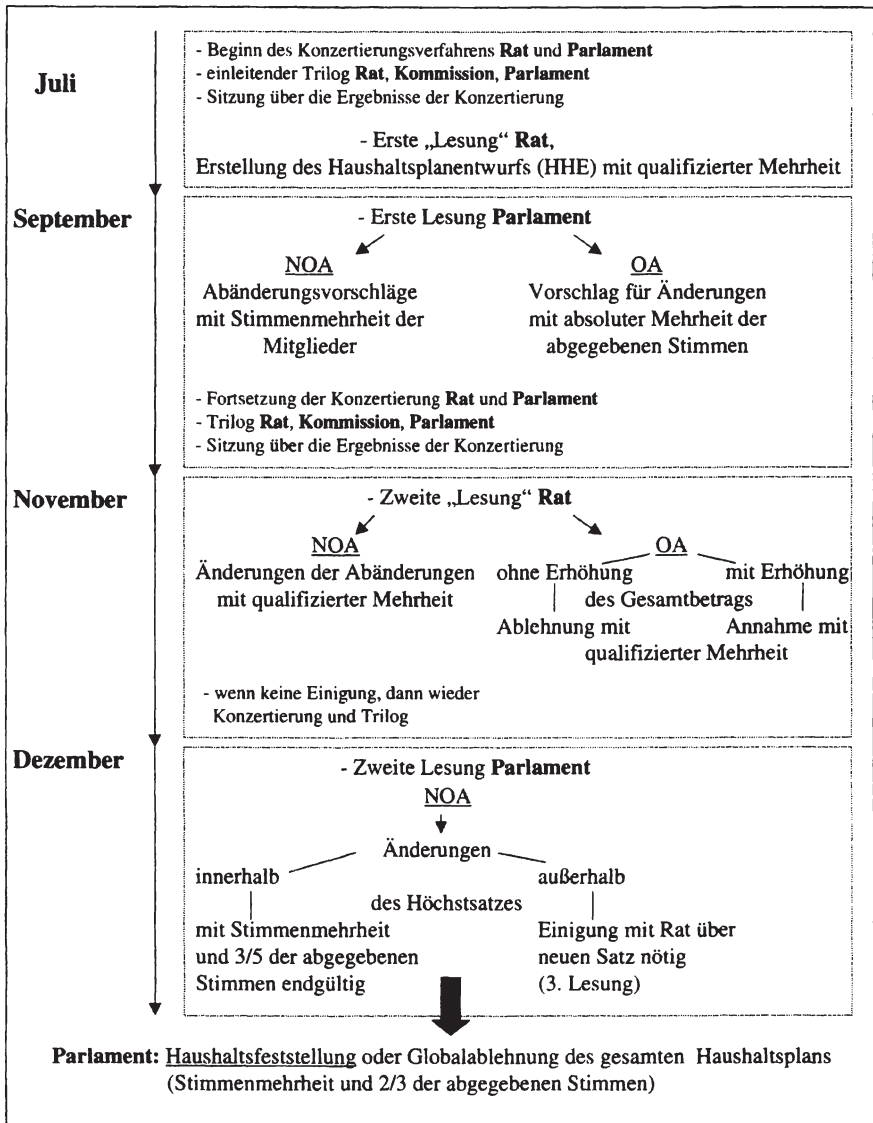 Juli
- Beginn des Konzertierungsverfahrens Rat und Parlament
- einleitender Trilog Rat, Kommission, Parlament
- Sitzung über die Ergebnisse der Konzertierung
- Erste „Lesung“ Rat,
Erstellung des Haushaltsplanentwurfs (HHE) mit qualifizierter Mehrheit
September
- Erste Lesung Parlament
NOA
Abänderungsvorschläge
mit Stimmenmehrheit der
Mitglieder
OA
Vorschlag für Änderungen
mit absoluter Mehrheit der
abgegebenen Stimmen
- Fortsetzung der Konzertierung Rat und Parlament
- Trilog Rat, Kommission, Parlament
- Sitzung über die Ergebnisse der Konzertierung
November
- Zweite „Lesung“ Rat
NOA
Änderungen der Abänderungen
mit qualifizierter Mehrheit
OA
ohne Erhöhung mit Erhöhung
des Gesamtbetrags
Ablehnung mit Annahme mit
qualifizierter Mehrheit
- wenn keine Einigung, dann wieder
Konzertierung und Trilog
Dezember
- Zweite Lesung Parlament
NOA
Änderungen
innerhalb außerhalb
des Höchstsatzes
mit Stimmenmehrheit
und 3/5 der abgegebenen
Stimmen endgültig
Einigung mit Rat über
neuen Satz nötig
(3. Lesung)
Parlament: Haushaltsfeststellung oder Globalablehnung des gesamten Haushaltsplans
(Stimmenmehrheit und 2/3 der abgegebenen Stimmen)